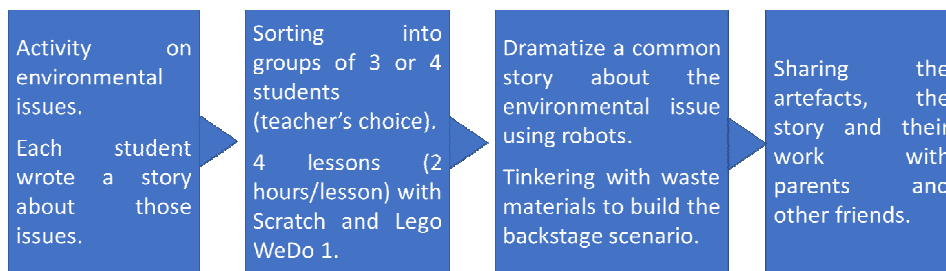 Activity on
environmental
issues.
Each student
wrote a story
about those
issues.
Sorting into
groups of 3 or 4
students
(teacher's choice).
4 lessons (2
hours/lesson) with
Scratch and Lego
WeDo 1.
Dramatize a common
story about the
environmental issue
using robots.
Tinkering with waste
materials to build the
backstage scenario.
Sharing the
artefacts, the
story and their
work with
parents and
other friends.